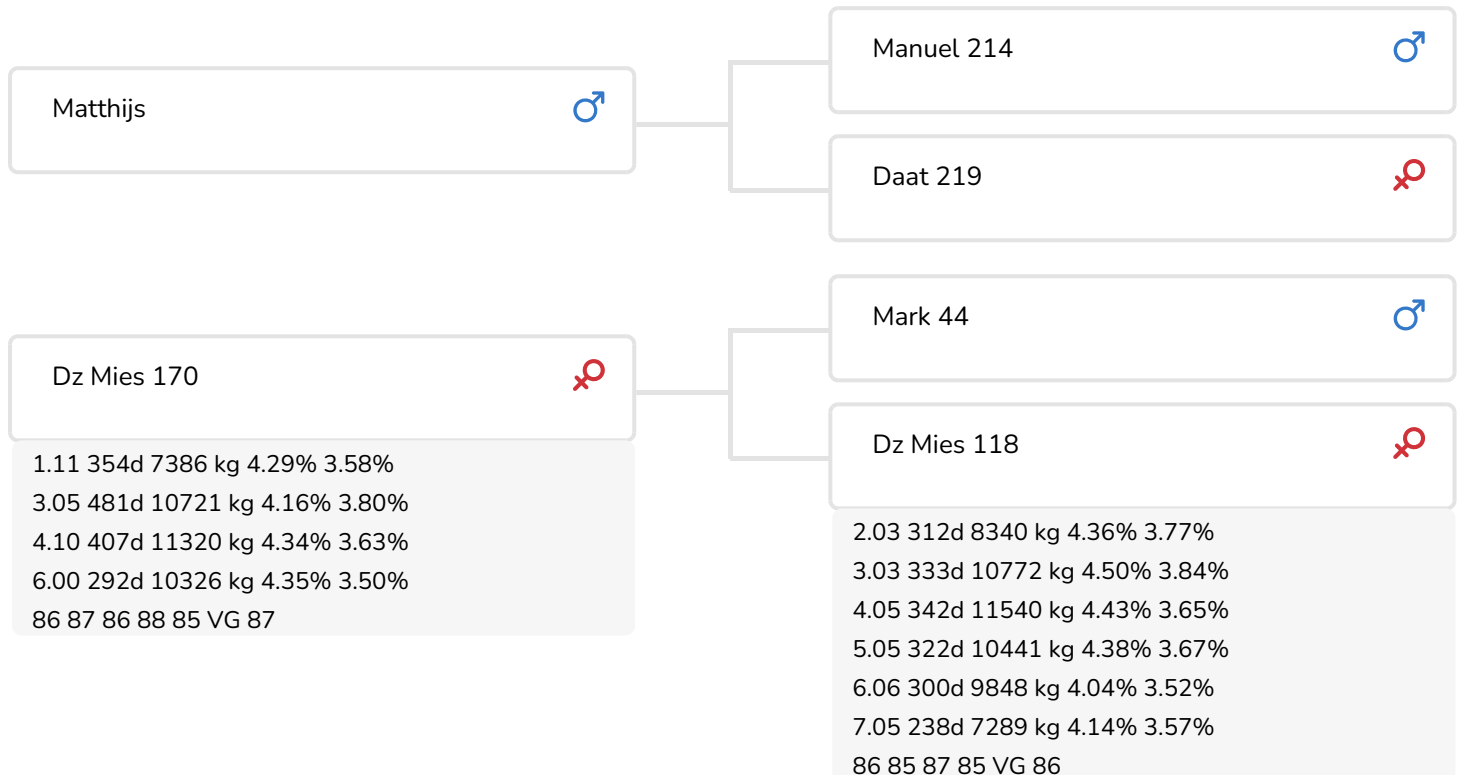 Matthijs
Manuel 214
Daat 219
Dz Mies 170
1.11 354d 7386 kg 4.29% 3.58%
3.05 481d 10721 kg 4.16% 3.80%
4.10 407d 11320 kg 4.34% 3.63%
6.00 292d 10326 kg 4.35% 3.50%
86 87 86 88 85 VG 87
Mark 44
Dz Mies 118
2.03 312d 8340 kg 4.36% 3.77%
3.03 333d 10772 kg 4.50% 3.84%
4.05 342d 11540 kg 4.43% 3.65%
5.05 322d 10441 kg 4.38% 3.67%
6.06 300d 9848 kg 4.04% 3.52%
7.05 238d 7289 kg 4.14% 3.57%
86 85 87 85 VG 86